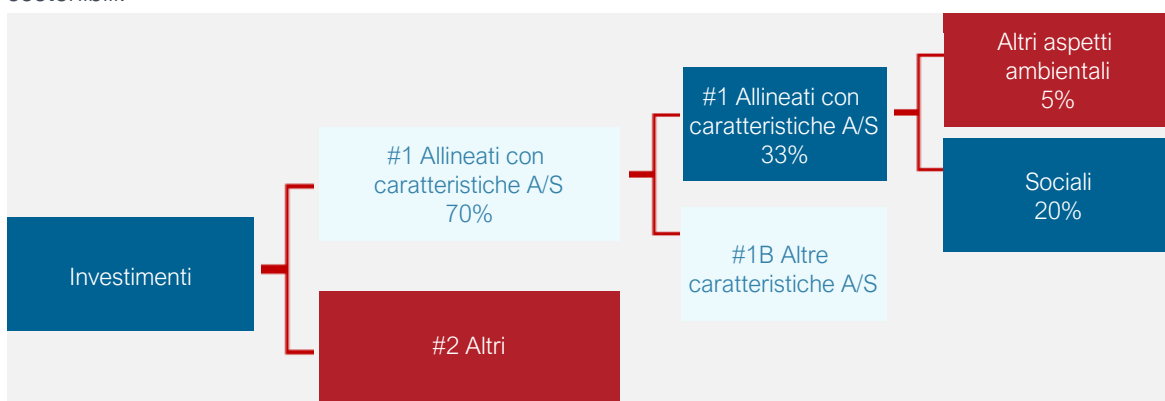 Investimenti
#1 Allineati con
caratteristiche A/S
70%
#2 Altri
#1 Allineati con
caratteristiche A/S
33%
#1B Altre
caratteristiche A/S
Altri aspetti
ambientali
5%
Sociali
20%